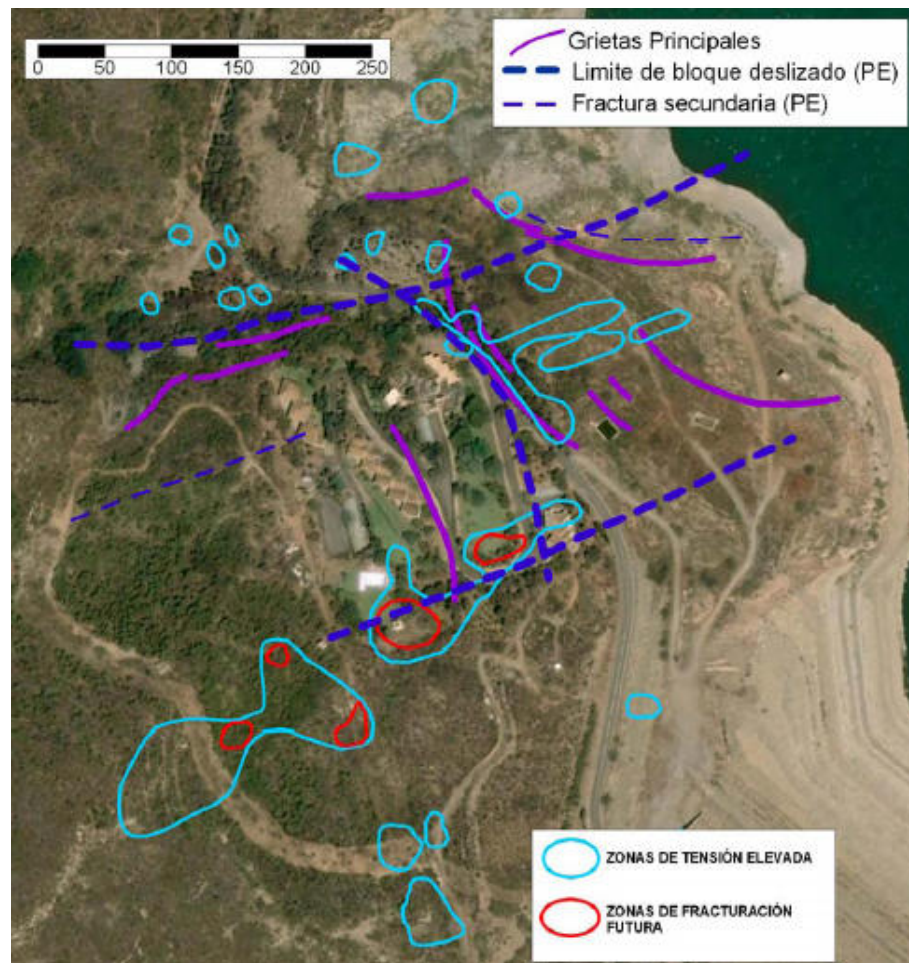 0 50 100 150 200 250
Grietas Principales
Limite de bloque deslizado (PE)
Fractura secundaria (PE)
ZONAS DE TENSIÓN ELEVADA
ZONAS DE FRACTURACIÓN
FUTURA